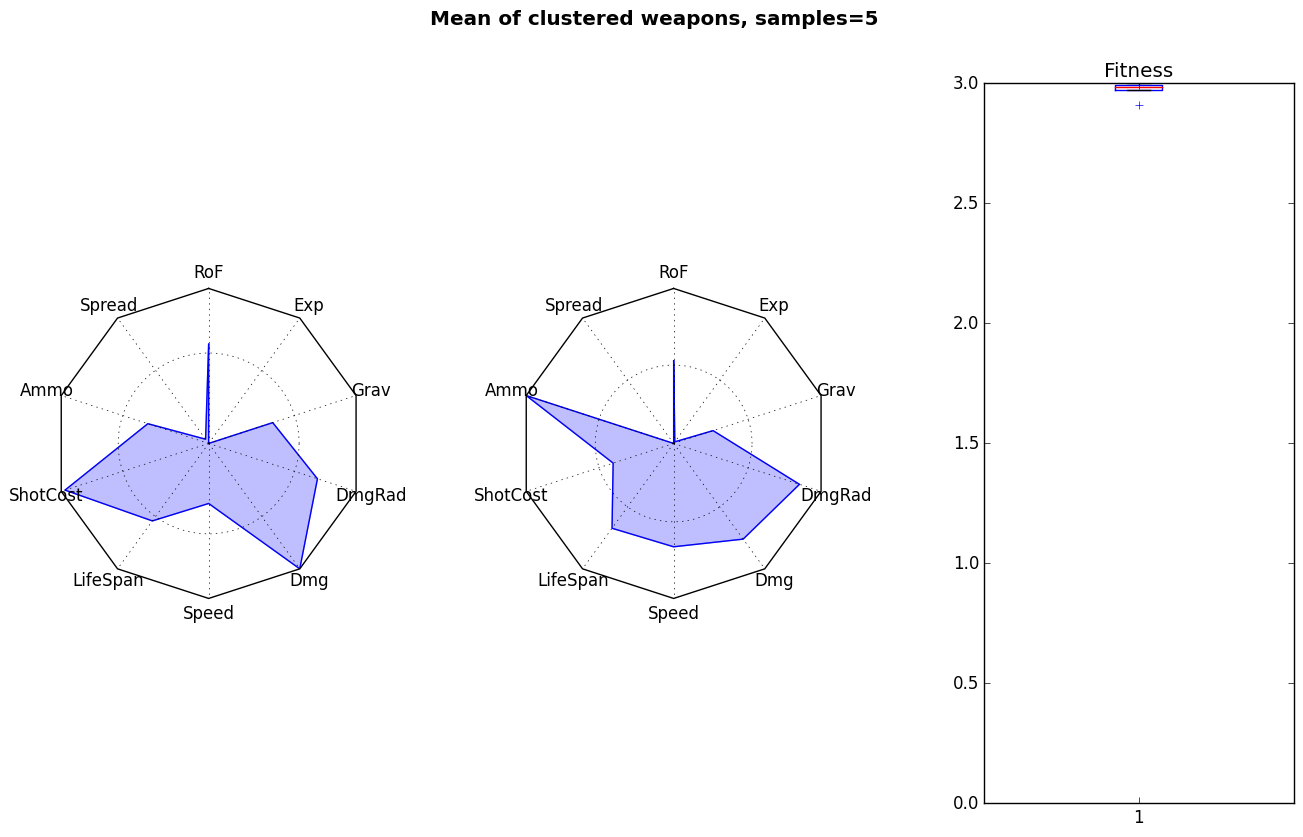 Mean of clustered weapons, samples=5
RoF
Spread
Exp
Ammo
Grav
ShotCost
DmgRad
LifeSpan
Dmg
Speed
RoF
Spread
Exp
Ammo
Grav
ShotCost
DmgRad
LifeSpan
Dmg
Speed
Fitness
3.0
2.5
2.0
1.5
1.0
0.5
0.0
1